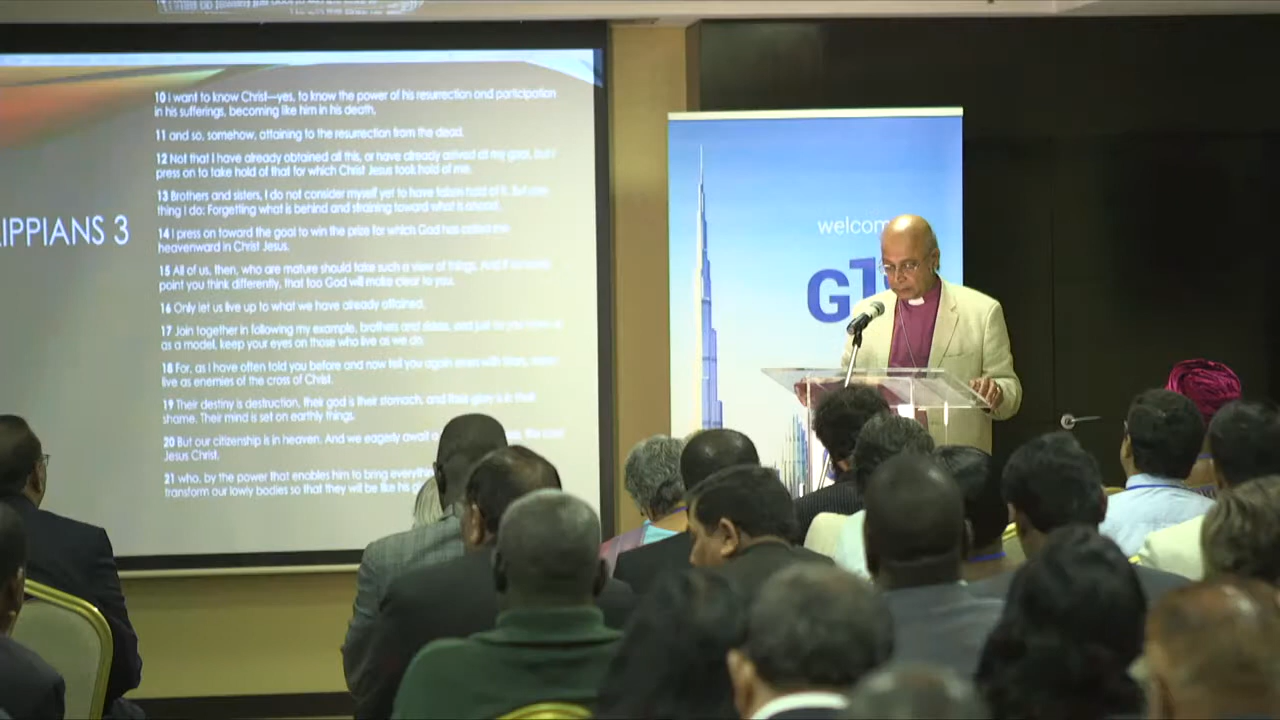 10 I want to know Christ—yes, to know the power of his resurrection and participation
in his sufferings, becoming like him in his death,
11 and so, somehow, attaining to the resurrection from the dead.
12 Not that I have already obtained all this, or have already arrived at my goal, but I
press on to take hold of that for which Christ Jesus took hold of me.
IPPIANS 3
13 Brothers and sisters, I do not consider myself yet to have taken hold of it. But one
thing I do: Forgetting what is behind and straining toward what is ahead,
14 I press on toward the goal to win the prize for which God has called me
heavenward in Christ Jesus.
15 All of us, then, who are mature should take such a view of things. And if on some
point you think differently, that too God will make clear to you.
16 Only let us live up to what we have already attained.
17 Join together in following my example, brothers and sisters, and just as you have us
as a model, keep your eyes on those who live as we do.
18 For, as I have often told you before and now tell you again even with tears, many
live as enemies of the cross of Christ.
19 Their destiny is destruction, their god is their stomach, and their glory is in their
shame. Their mind is set on earthly things.
20 But our citizenship is in heaven. And we eagerly await a
Jesus Christ,
21 who, by the power that enables him to bring everything
transform our lowly bodies so that they will be like his g
welcom
G